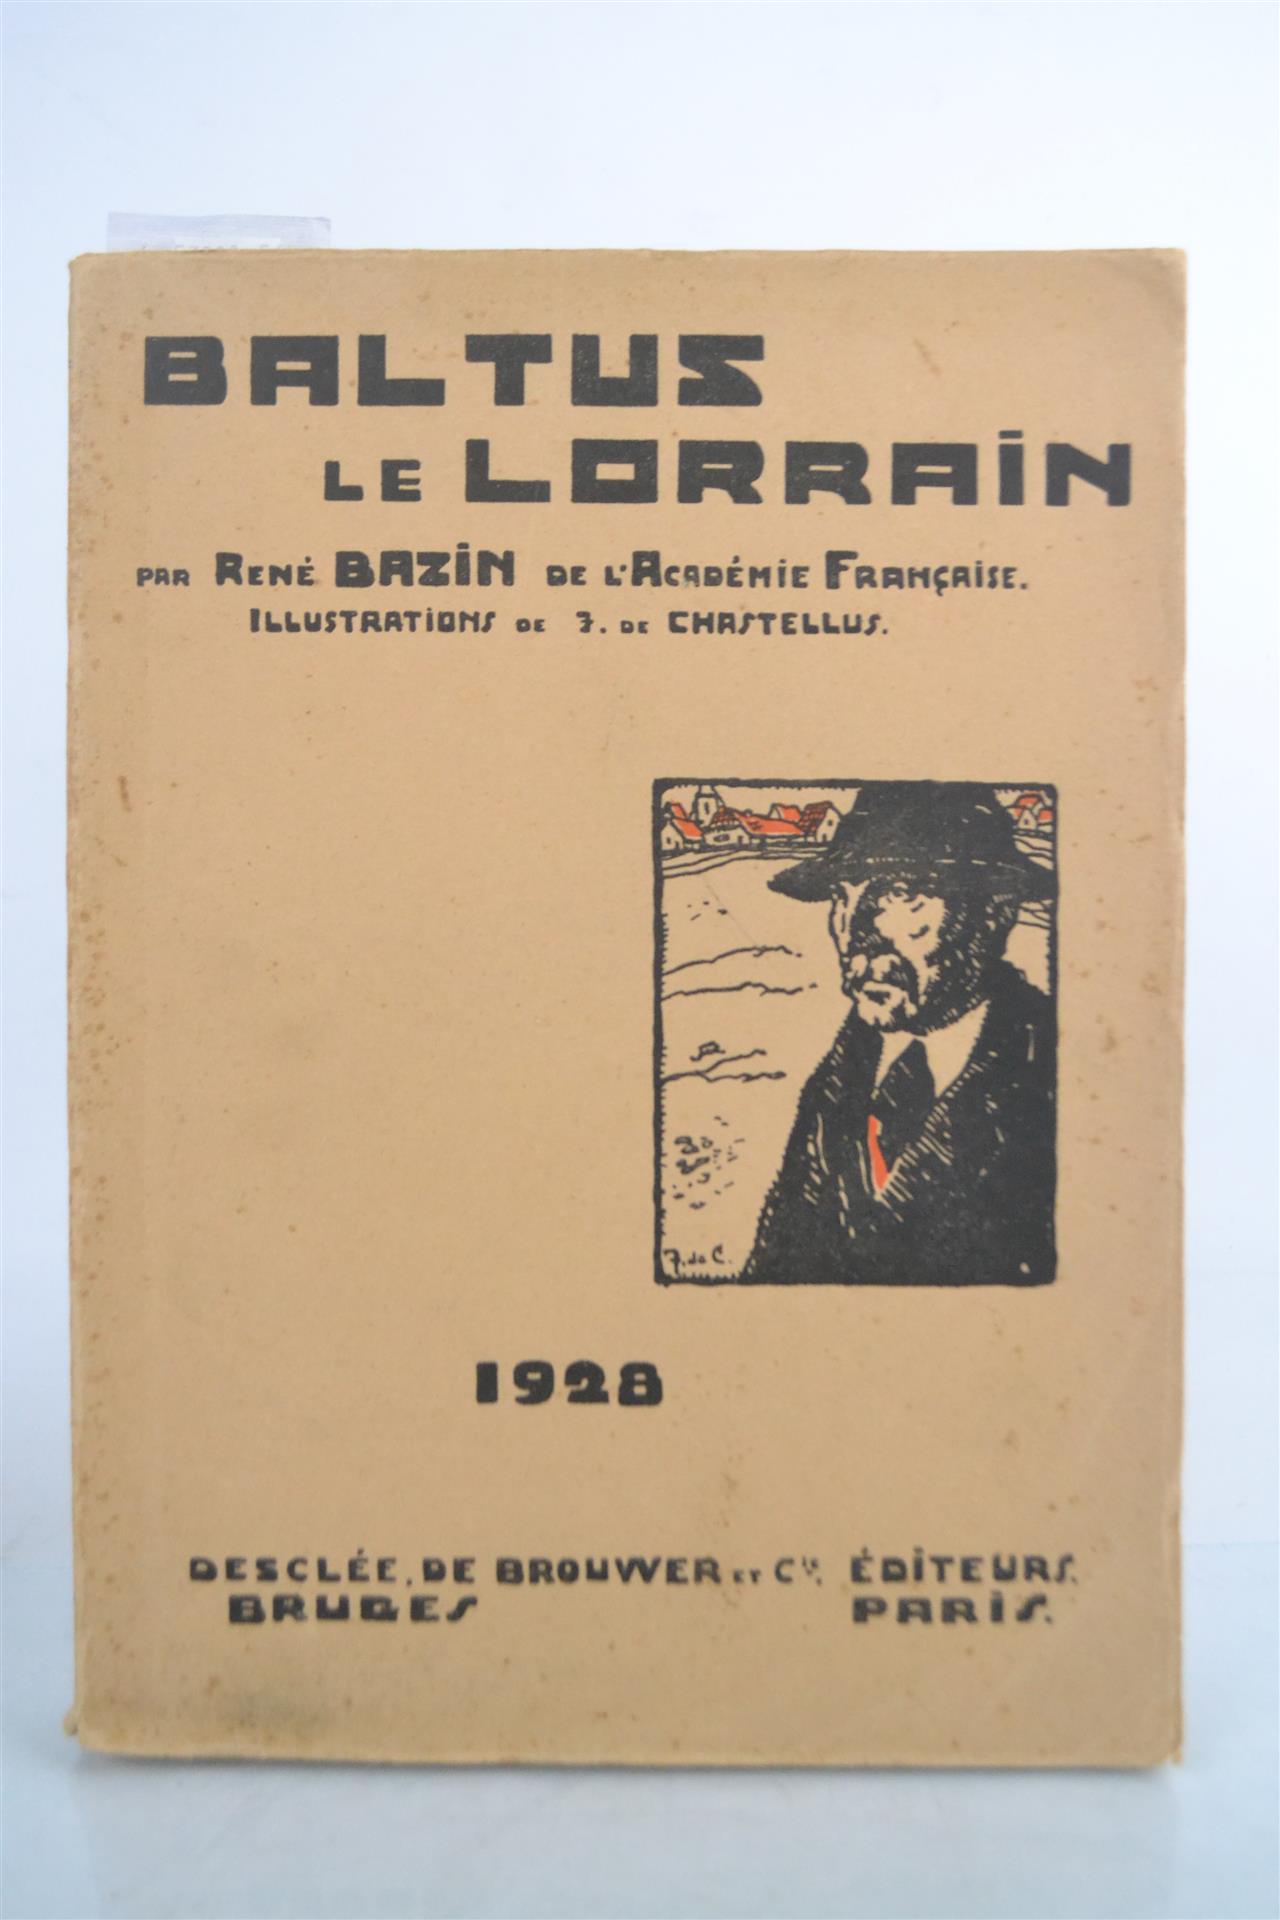 BALTUS
LE LORRAIN
PAR RENÉ BAZIN DE L'ACADÉMIE FRANÇAISE.
ILLUSTRATIONS DE J. DE CHASTELLUS.
J. de C.
1928
DESCLÉE, DE BROUWER ET Cie, ÉDITEURS.
BRUGES PARIS.